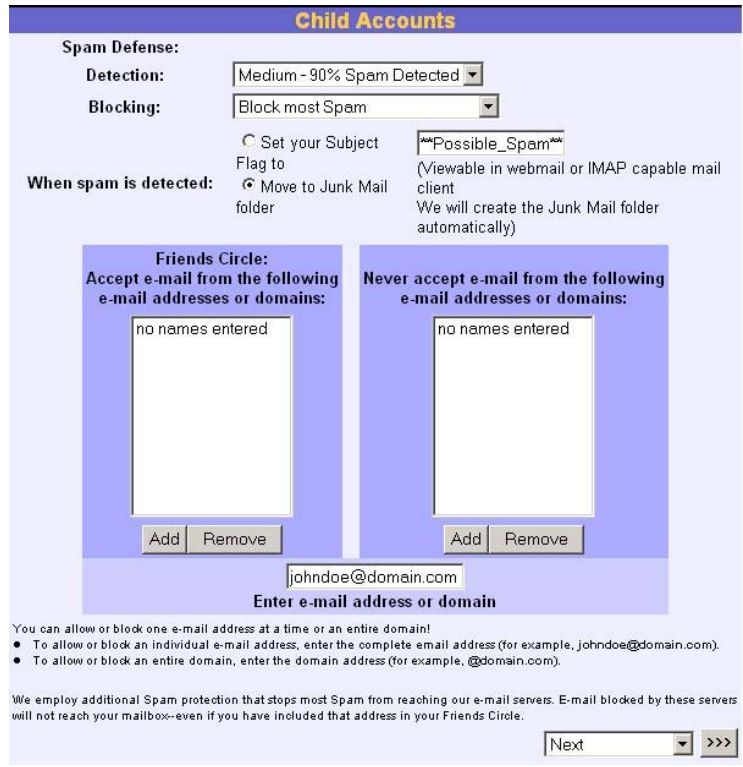 Child Accounts
Spam Defense:
Detection:
Medium - 90% Spam Detected
Blocking:
Block most Spam
When spam is detected:
Set your Subject
Flag to
**Possible_Spam**
Move to Junk Mail
folder
(Viewable in webmail or IMAP capable mail
client
We will create the Junk Mail folder
automatically)
Friends Circle:
Accept e-mail from the following
e-mail addresses or domains:
no names entered
Add Remove
Never accept e-mail from the following
e-mail addresses or domains:
no names entered
Add Remove
johndoe@domain.com
Enter e-mail address or domain
You can allow or block one e-mail address at a time or an entire domain!
● To allow or block an individual e-mail address, enter the complete email address (for example, johndoe@domain.com).
● To allow or block an entire domain, enter the domain address (for example, @domain.com).
We employ additional Spam protection that stops most Spam from reaching our e-mail servers. E-mail blocked by these servers
will not reach your mailbox--even if you have included that address in your Friends Circle.
Next >>>